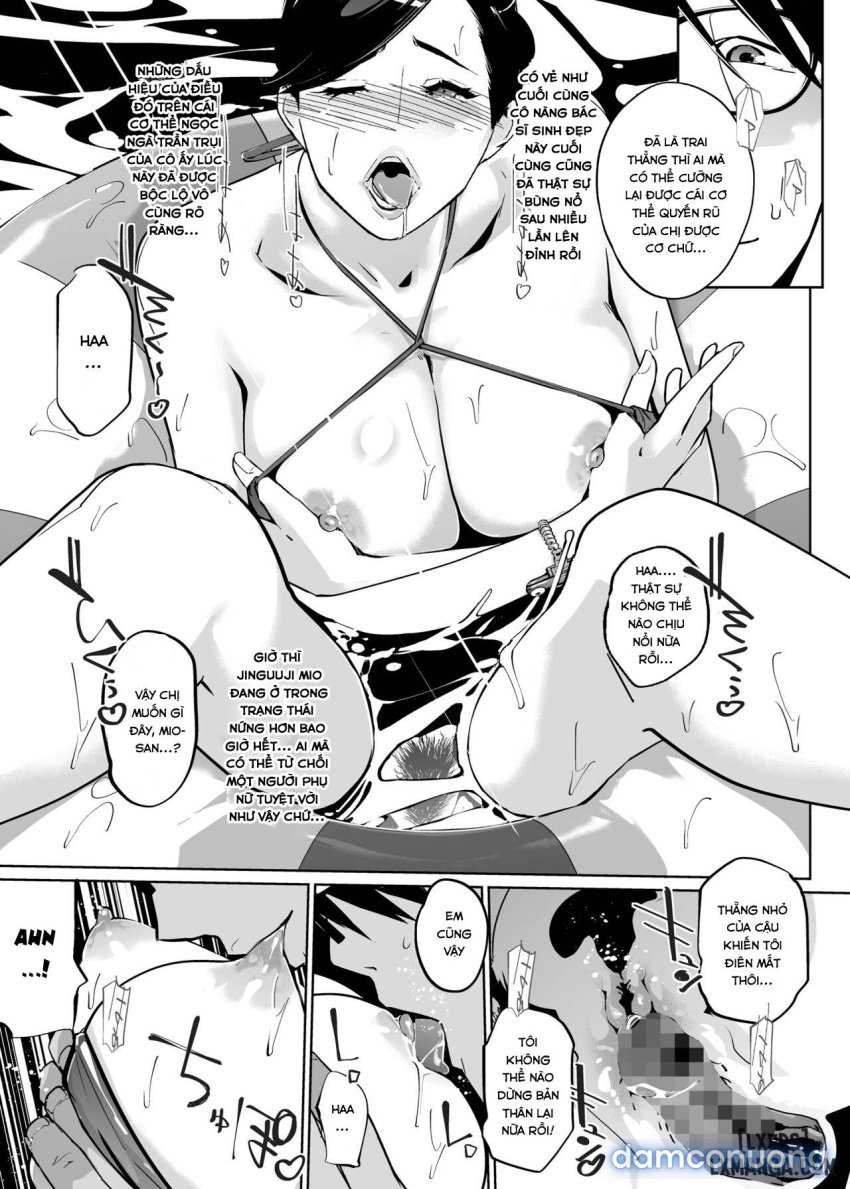 ĐÃ LÀ TRAI
THẲNG THÌ AI MÀ
CÓ THỂ CƯỠNG
LẠI ĐƯỢC CÁI CƠ
THỂ QUYẾN RŨ
CỦA CHỊ ĐƯỢC
CƠ CHỨ...
CÓ VẺ NHƯ
CUỐI CÙNG
CÔ NÀNG BÁC
SĨ SINH ĐẸP
NÀY CUỐI
CÙNG CŨNG
ĐÃ THẬT SỰ
BÙNG NỔ
SAU NHIỀU
LẦN LÊN
ĐỈNH RỒI
NHỮNG DẤU
HIỆU CỦA ĐIỀU
ĐÓ TRÊN CÁI
CƠ THỂ NGỌC
NGÀ TRẦN TRỤI
CỦA CÔ ẤY LÚC
NÀY ĐÃ ĐƯỢC
BỘC LỘ VÔ
CÙNG RÕ
RÀNG...
HAA
...
HAA....
THẬT SỰ
KHÔNG THỂ
NÀO CHỊU
NỔI NỮA
RỒI...
GIỜ THÌ
JINGUUJI MIO
ĐANG Ở TRONG
TRẠNG THÁI
NỨNG HƠN BAO
GIỜ HẾT... AI MÀ
CÓ THỂ TỪ CHỐI
MỘT NGƯỜI PHỤ
NỮ TUYỆT VỜI
NHƯ VẬY CHỨ...
VẬY CHỊ
MUỐN GÌ
ĐÂY, MIO-
SAN...?
THẰNG NHỎ
CỦA CẬU
KHIẾN TÔI
ĐIÊN MẤT
THÔI...
TÔI
KHÔNG
THỂ NÀO
DỪNG BẢN
THÂN LẠI
NỮA RỒI!
EM
CŨNG
VẬY
HAA
...
AHN
...!
damconuong
LXMANGA.COM